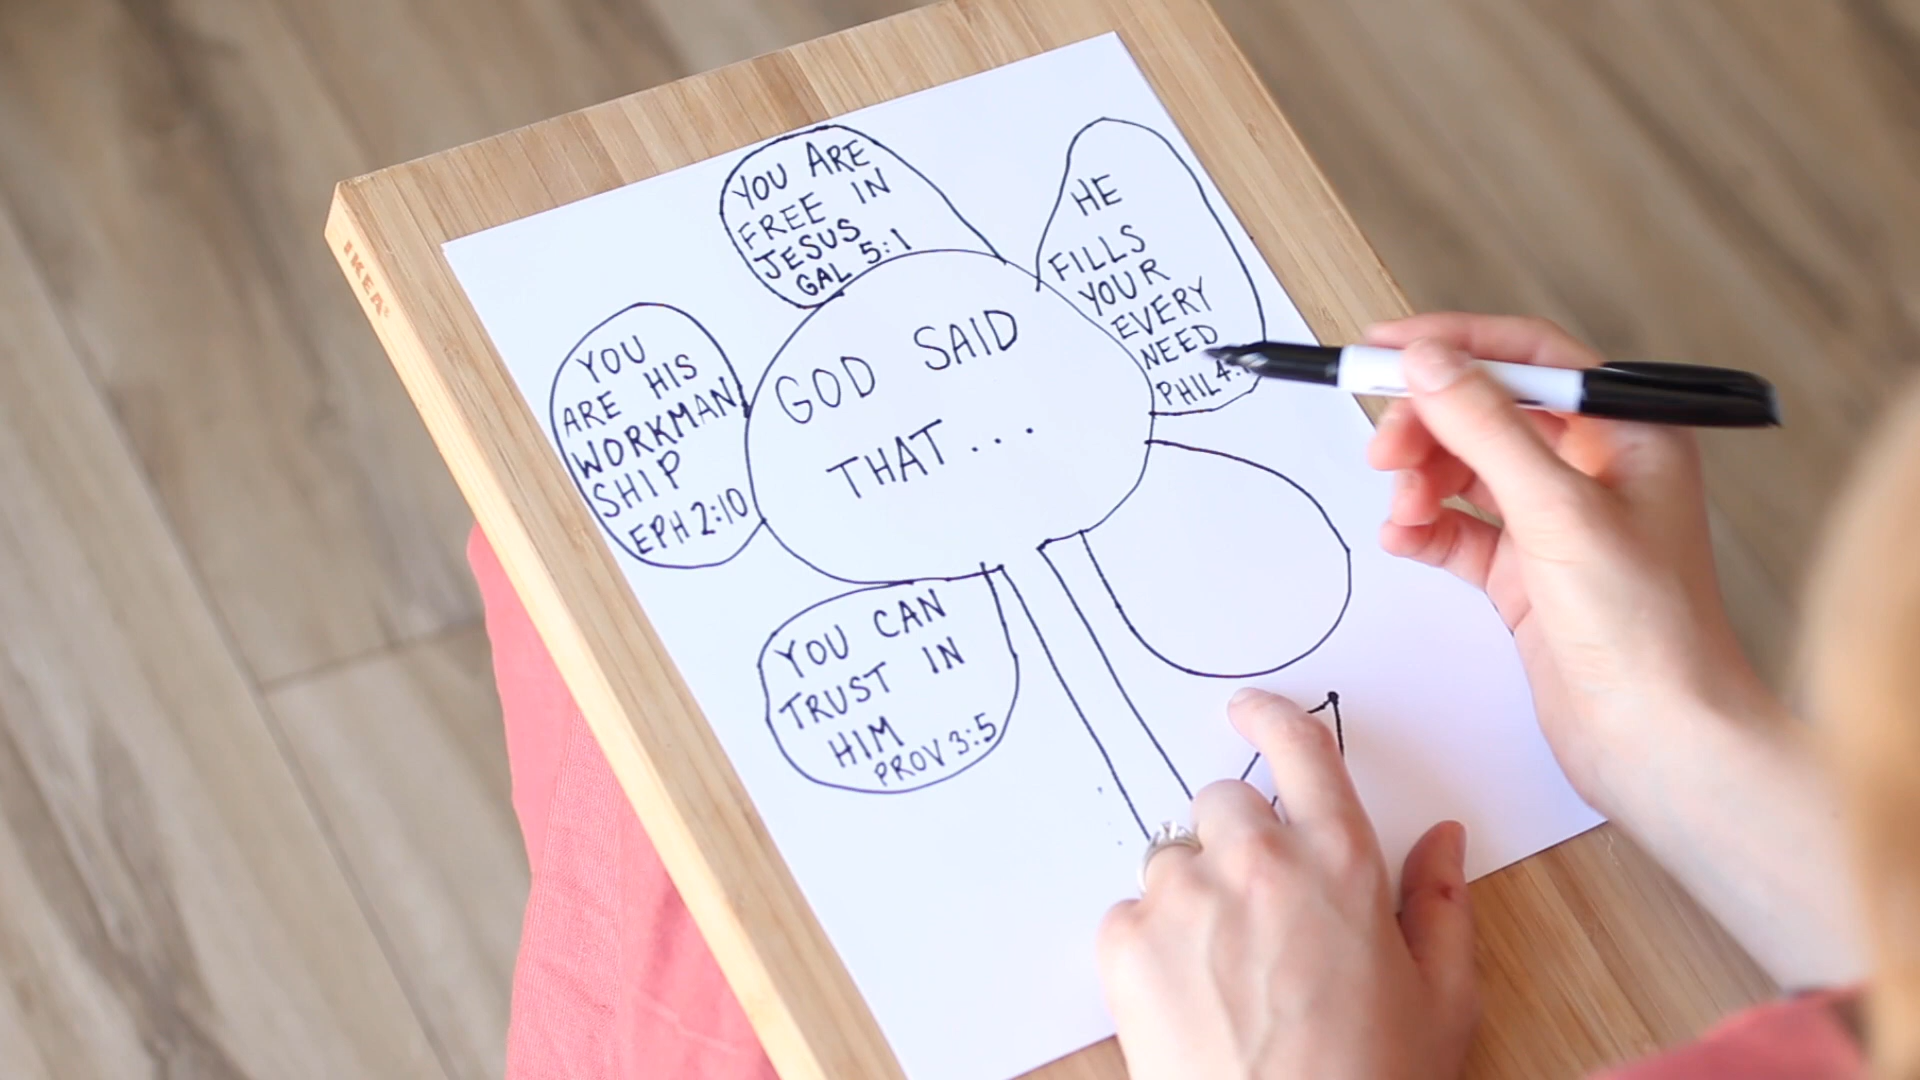 IKEA
YOU ARE
FREE IN
JESUS
GAL 5:1
HE
FILLS
YOUR
EVERY
NEED
PHIL
YOU
ARE HIS
WORKMAN
SHIP
EPH 2:10
GOD SAID
THAT...
YOU CAN
TRUST IN
HIM
PROV 3:5